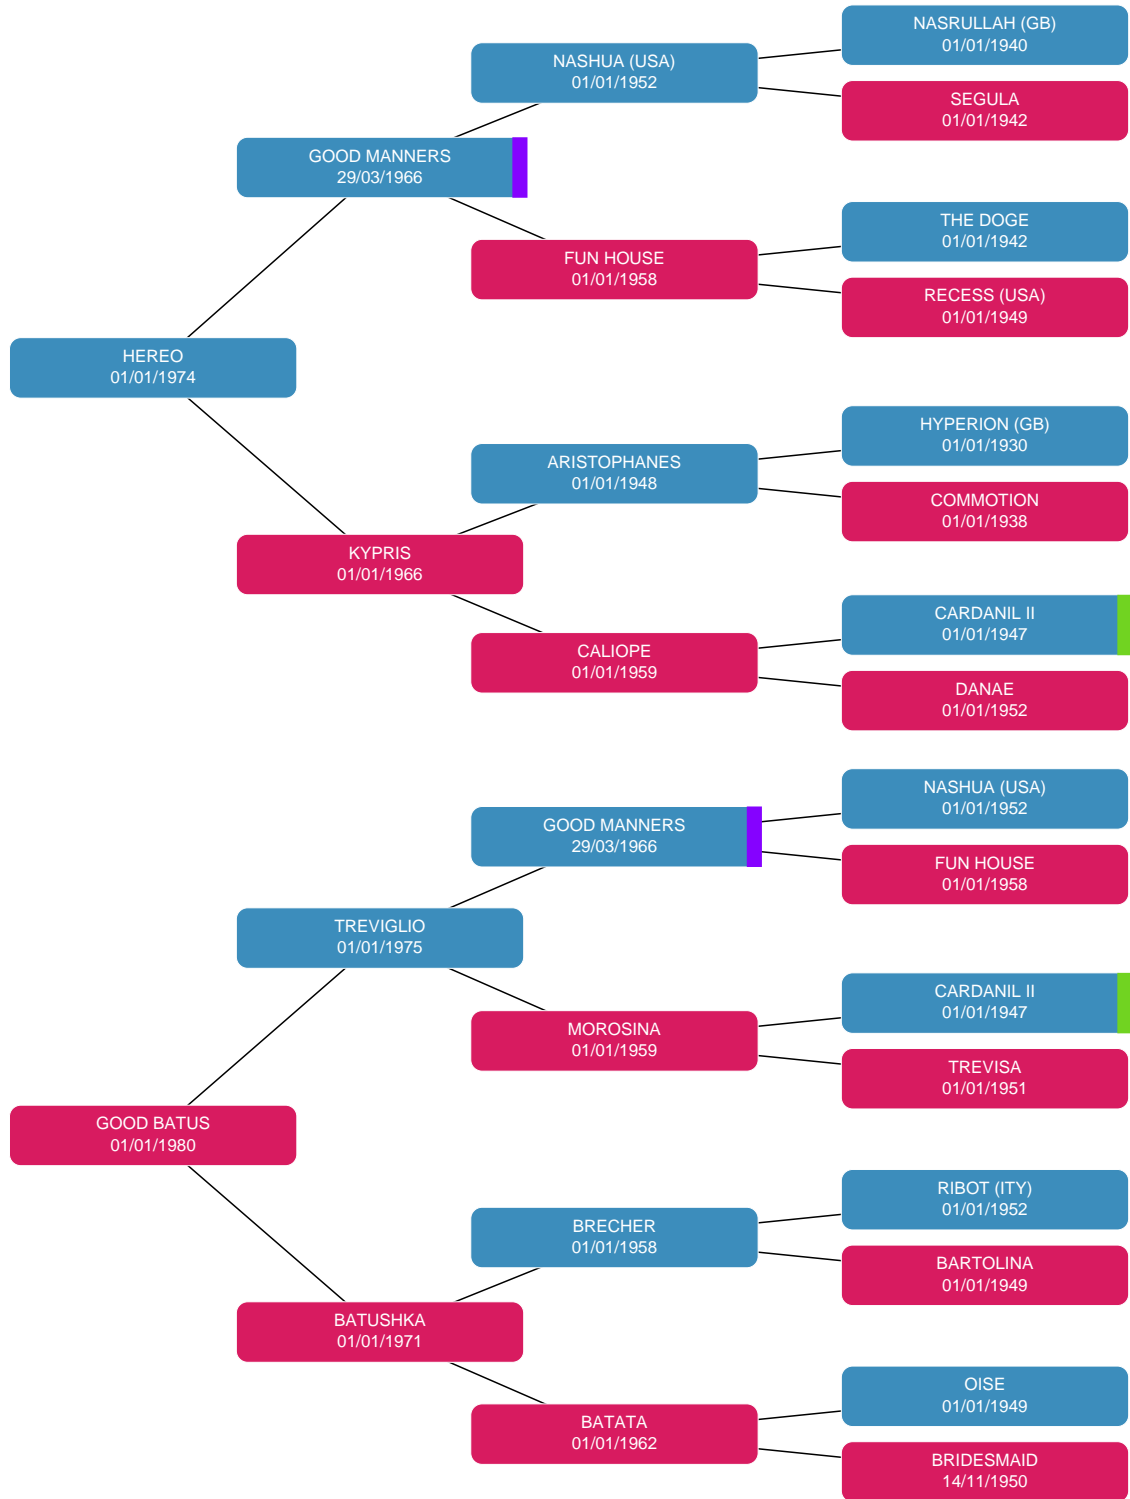 NASRULLAH (GB)
01/01/1940
NASHUA (USA)
01/01/1952
SEGULA
01/01/1942
GOOD MANNERS
29/03/1966
THE DOGE
01/01/1942
FUN HOUSE
01/01/1958
RECESS (USA)
01/01/1949
HEREO
01/01/1974
HYPERION (GB)
01/01/1930
ARISTOPHANES
01/01/1948
COMMOTION
01/01/1938
KYPRIS
01/01/1966
CARDANIL II
01/01/1947
CALIOPE
01/01/1959
DANAE
01/01/1952
NASHUA (USA)
01/01/1952
GOOD MANNERS
29/03/1966
FUN HOUSE
01/01/1958
TREVIGLIO
01/01/1975
CARDANIL II
01/01/1947
MOROSINA
01/01/1959
TREVISA
01/01/1951
GOOD BATUS
01/01/1980
RIBOT (ITY)
01/01/1952
BRECHER
01/01/1958
BARTOLINA
01/01/1949
BATUSHKA
01/01/1971
OISE
01/01/1949
BATATA
01/01/1962
BRIDESMAID
14/11/1950